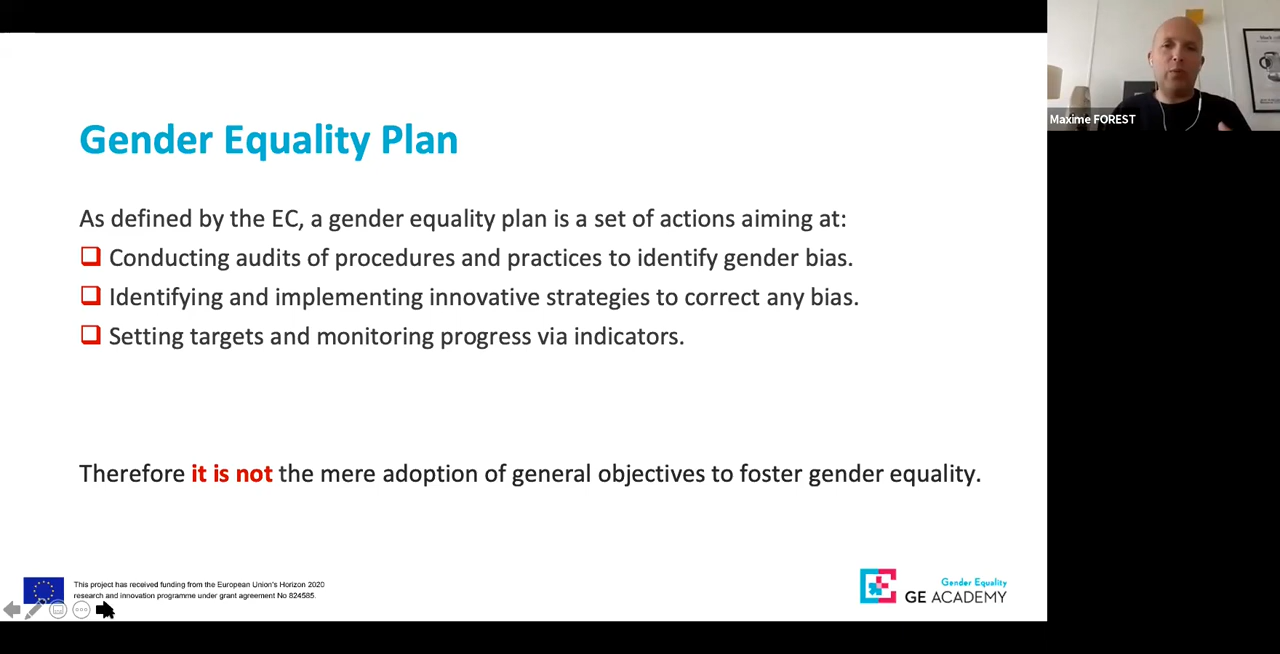 Gender Equality Plan
As defined by the EC, a gender equality plan is a set of actions aiming at:
Conducting audits of procedures and practices to identify gender bias.
Identifying and implementing innovative strategies to correct any bias.
Setting targets and monitoring progress via indicators.
Therefore it is not the mere adoption of general objectives to foster gender equality.
This project has received funding from the European Union's Horizon 2020
research and innovation programme under grant agreement No 824585.
Gender Equality
GE ACADEMY
Maxime FOREST